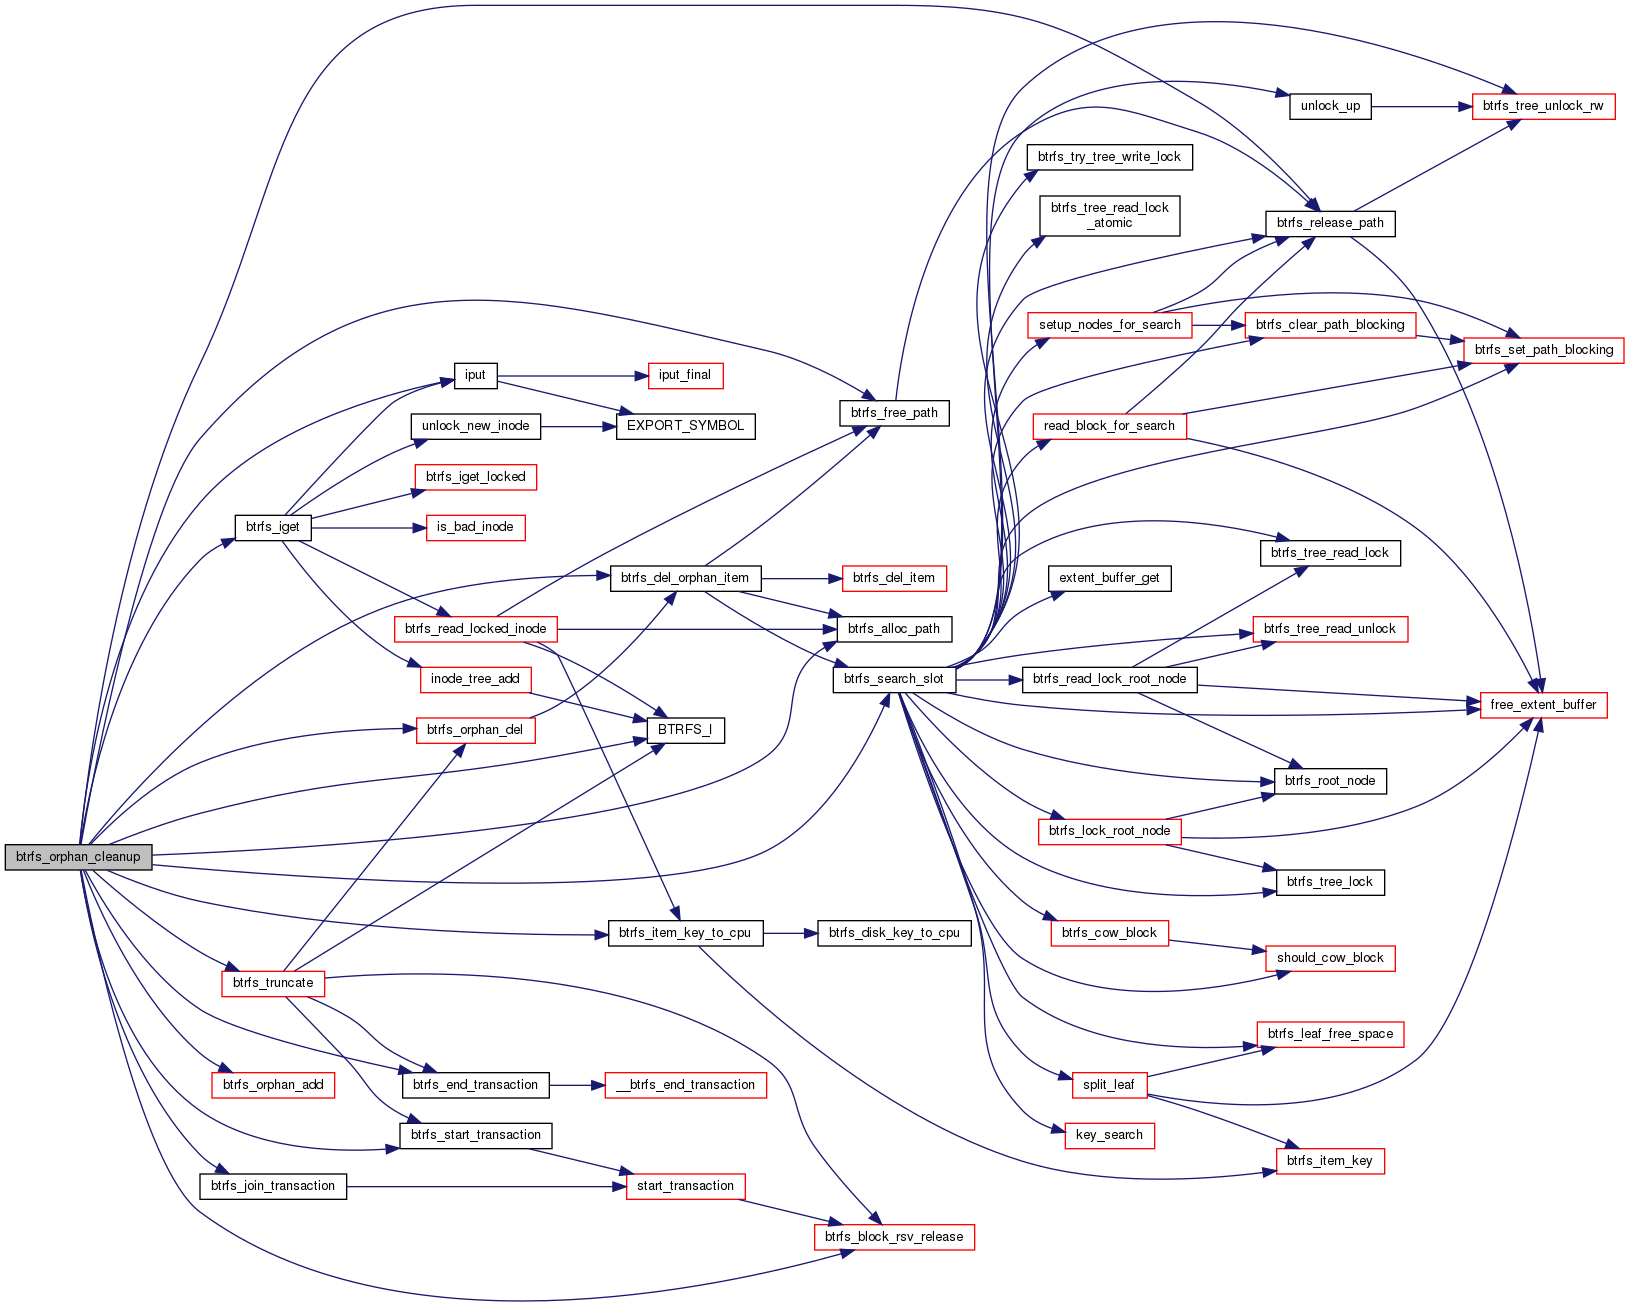 unlock_up
btrfs_tree_unlock_rw
btrfs_try_tree_write_lock
btrfs_tree_read_lock
_atomic
btrfs_release_path
setup_nodes_for_search
btrfs_clear_path_blocking
btrfs_set_path_blocking
iput
iput_final
btrfs_free_path
unlock_new_inode
EXPORT_SYMBOL
read_block_for_search
btrfs_iget_locked
btrfs_iget
is_bad_inode
btrfs_tree_read_lock
btrfs_del_orphan_item
btrfs_del_item
extent_buffer_get
btrfs_read_locked_inode
btrfs_alloc_path
btrfs_tree_read_unlock
inode_tree_add
btrfs_search_slot
btrfs_read_lock_root_node
free_extent_buffer
btrfs_orphan_del
BTRFS_I
btrfs_root_node
btrfs_lock_root_node
btrfs_orphan_cleanup
btrfs_tree_lock
btrfs_item_key_to_cpu
btrfs_disk_key_to_cpu
btrfs_cow_block
should_cow_block
btrfs_truncate
btrfs_leaf_free_space
btrfs_orphan_add
btrfs_end_transaction
__btrfs_end_transaction
split_leaf
btrfs_start_transaction
key_search
btrfs_item_key
btrfs_join_transaction
start_transaction
btrfs_block_rsv_release